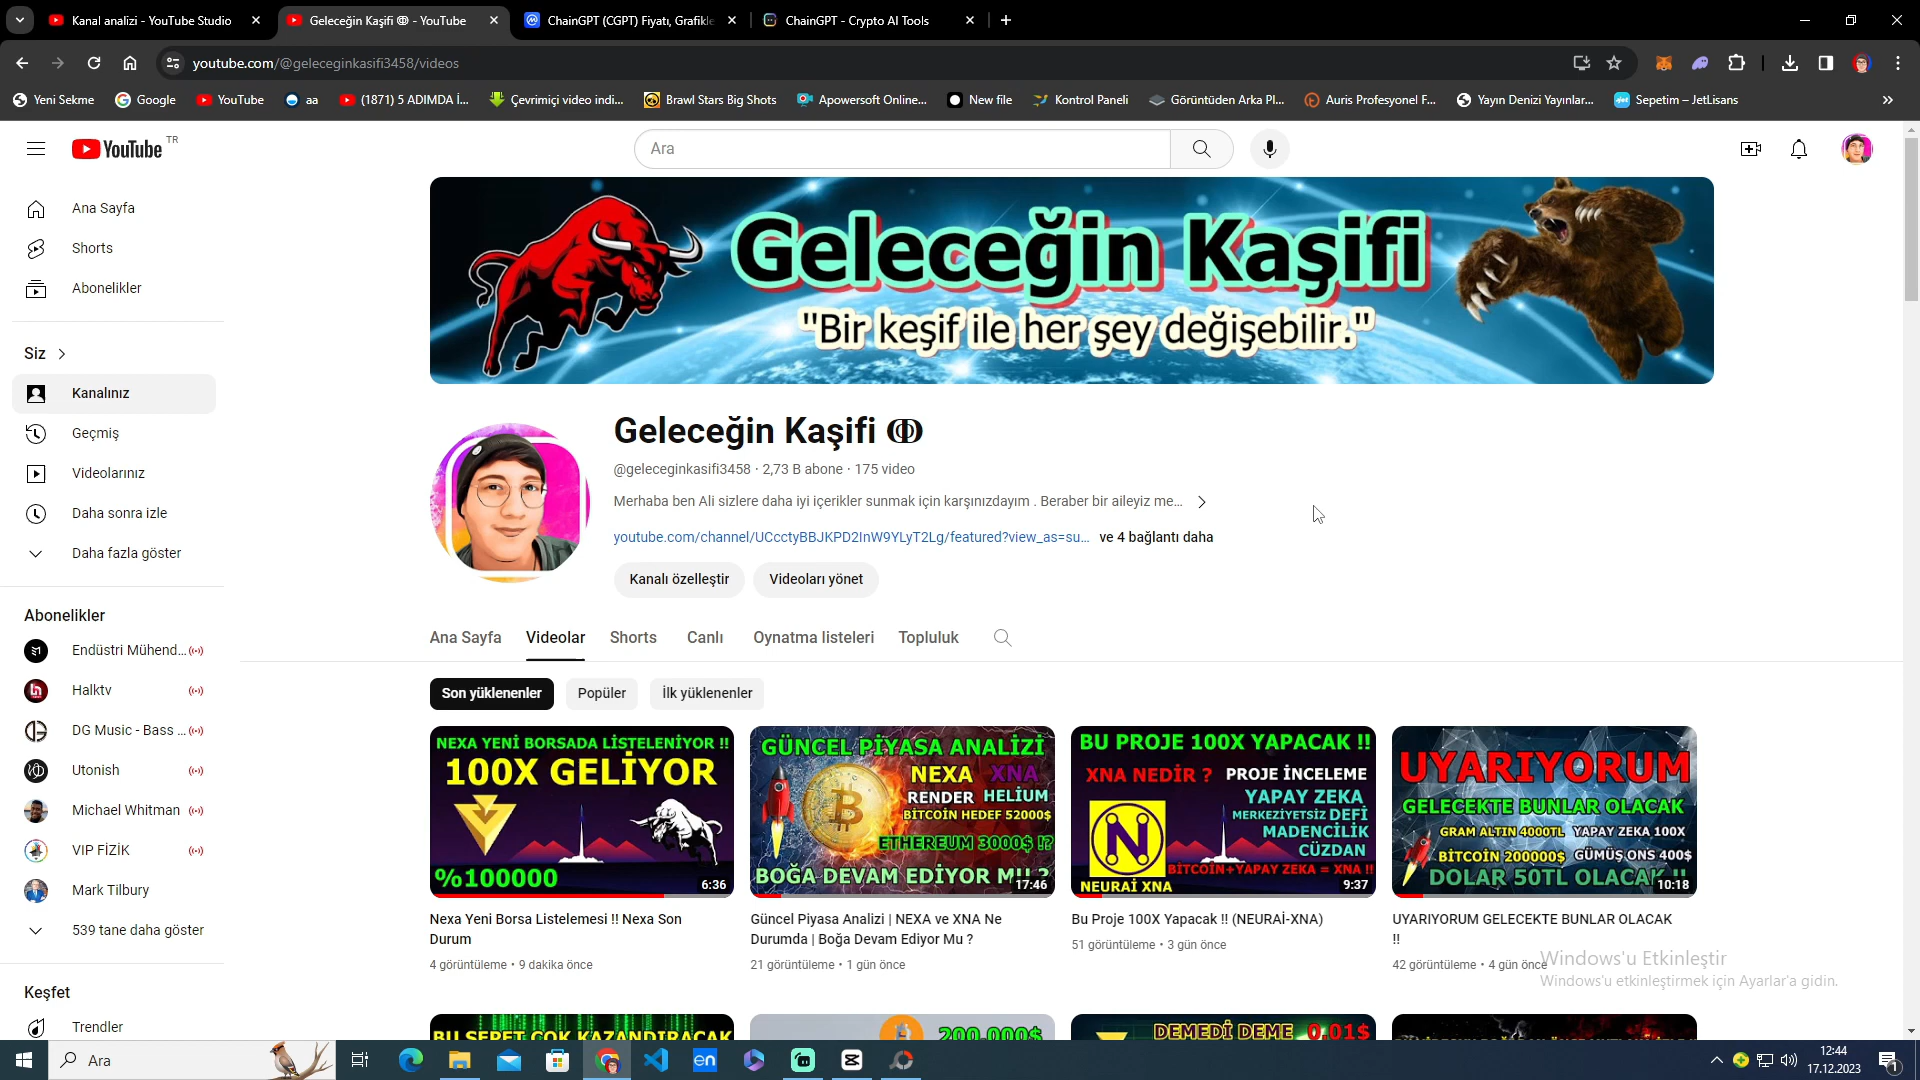 Kanal analizi - YouTube Studio
Geleceğin Kaşifi ↂ - YouTube
ChainGPT (CGPT) Fiyatı, Grafikle
ChainGPT - Crypto AI Tools
youtube.com/@geleceginkasifi3458/videos
Yeni Sekme
Google
YouTube
aa
(1871) 5 ADIMDA İ...
Çevrimiçi video indi...
Brawl Stars Big Shots
Apowersoft Online...
New file
Kontrol Paneli
Görüntüden Arka Pl...
Auris Profesyonel F...
Yayın Denizi Yayınlar...
Sepetim – JetLisans
YouTube TR
Ara
Ana Sayfa
Shorts
Abonelikler
Siz
Kanalınız
Geçmiş
Videolarınız
Daha sonra izle
Daha fazla göster
Abonelikler
Endüstri Mühend...
Halktv
DG Music - Bass ...
Utonish
Michael Whitman
VIP FİZİK
Mark Tilbury
539 tane daha göster
Keşfet
Trendler
Geleceğin Kaşifi
"Bir keşif ile her şey değişebilir."
Geleceğin Kaşifi ↂ
@geleceginkasifi3458 · 2,73 B abone · 175 video
Merhaba ben Ali sizlere daha iyi içerikler sunmak için karşınızdayım . Beraber bir aileyiz me...
youtube.com/channel/UCcctyBBJKPD2InW9YLyT2Lg/featured?view_as=su... ve 4 bağlantı daha
Kanalı özelleştir
Videoları yönet
Ana Sayfa
Videolar
Shorts
Canlı
Oynatma listeleri
Topluluk
Son yüklenenler
Popüler
İlk yüklenenler
NEXA YENİ BORSADA LİSTELENİYOR !!
100X GELİYOR
%100000
6:36
Nexa Yeni Borsa Listelemesi !! Nexa Son
Durum
4 görüntüleme • 9 dakika önce
GÜNCEL PİYASA ANALİZİ
NEXA XNA
RENDER HELİUM
BİTCOİN HEDEF 52000$
ETHEREUM 3000$ !?
BOĞA DEVAM EDİYOR MU ?
17:46
Güncel Piyasa Analizi | NEXA ve XNA Ne
Durumda | Boğa Devam Ediyor Mu ?
21 görüntüleme • 1 gün önce
BU PROJE 100X YAPACAK !!
XNA NEDİR ? PROJE İNCELEME
YAPAY ZEKA
MERKEZİYETSİZ DEFİ
MADENCİLİK
CÜZDAN
BİTCOİN+YAPAY ZEKA = XNA !!
NEURAİ XNA
9:37
Bu Proje 100X Yapacak !! (NEURAİ-XNA)
51 görüntüleme • 3 gün önce
UYARIYORUM
GELECEKTE BUNLAR OLACAK
GRAM ALTIN 4000TL YAPAY ZEKA 100X
BİTCOİN 200000$ GÜMÜŞ ONS 400$
DOLAR 50TL OLACAK !!
10:18
UYARIYORUM GELECEKTE BUNLAR OLACAK
!!
42 görüntüleme • 4 gün önce
BU SEPET ÇOK KAZANDIRACAK
200.000$
DEMEDİ DEME 0.01$
Windows'u Etkinleştir
Windows'u etkinleştirmek için Ayarlar'a gidin.
Ara
en
12:44
17.12.2023
1